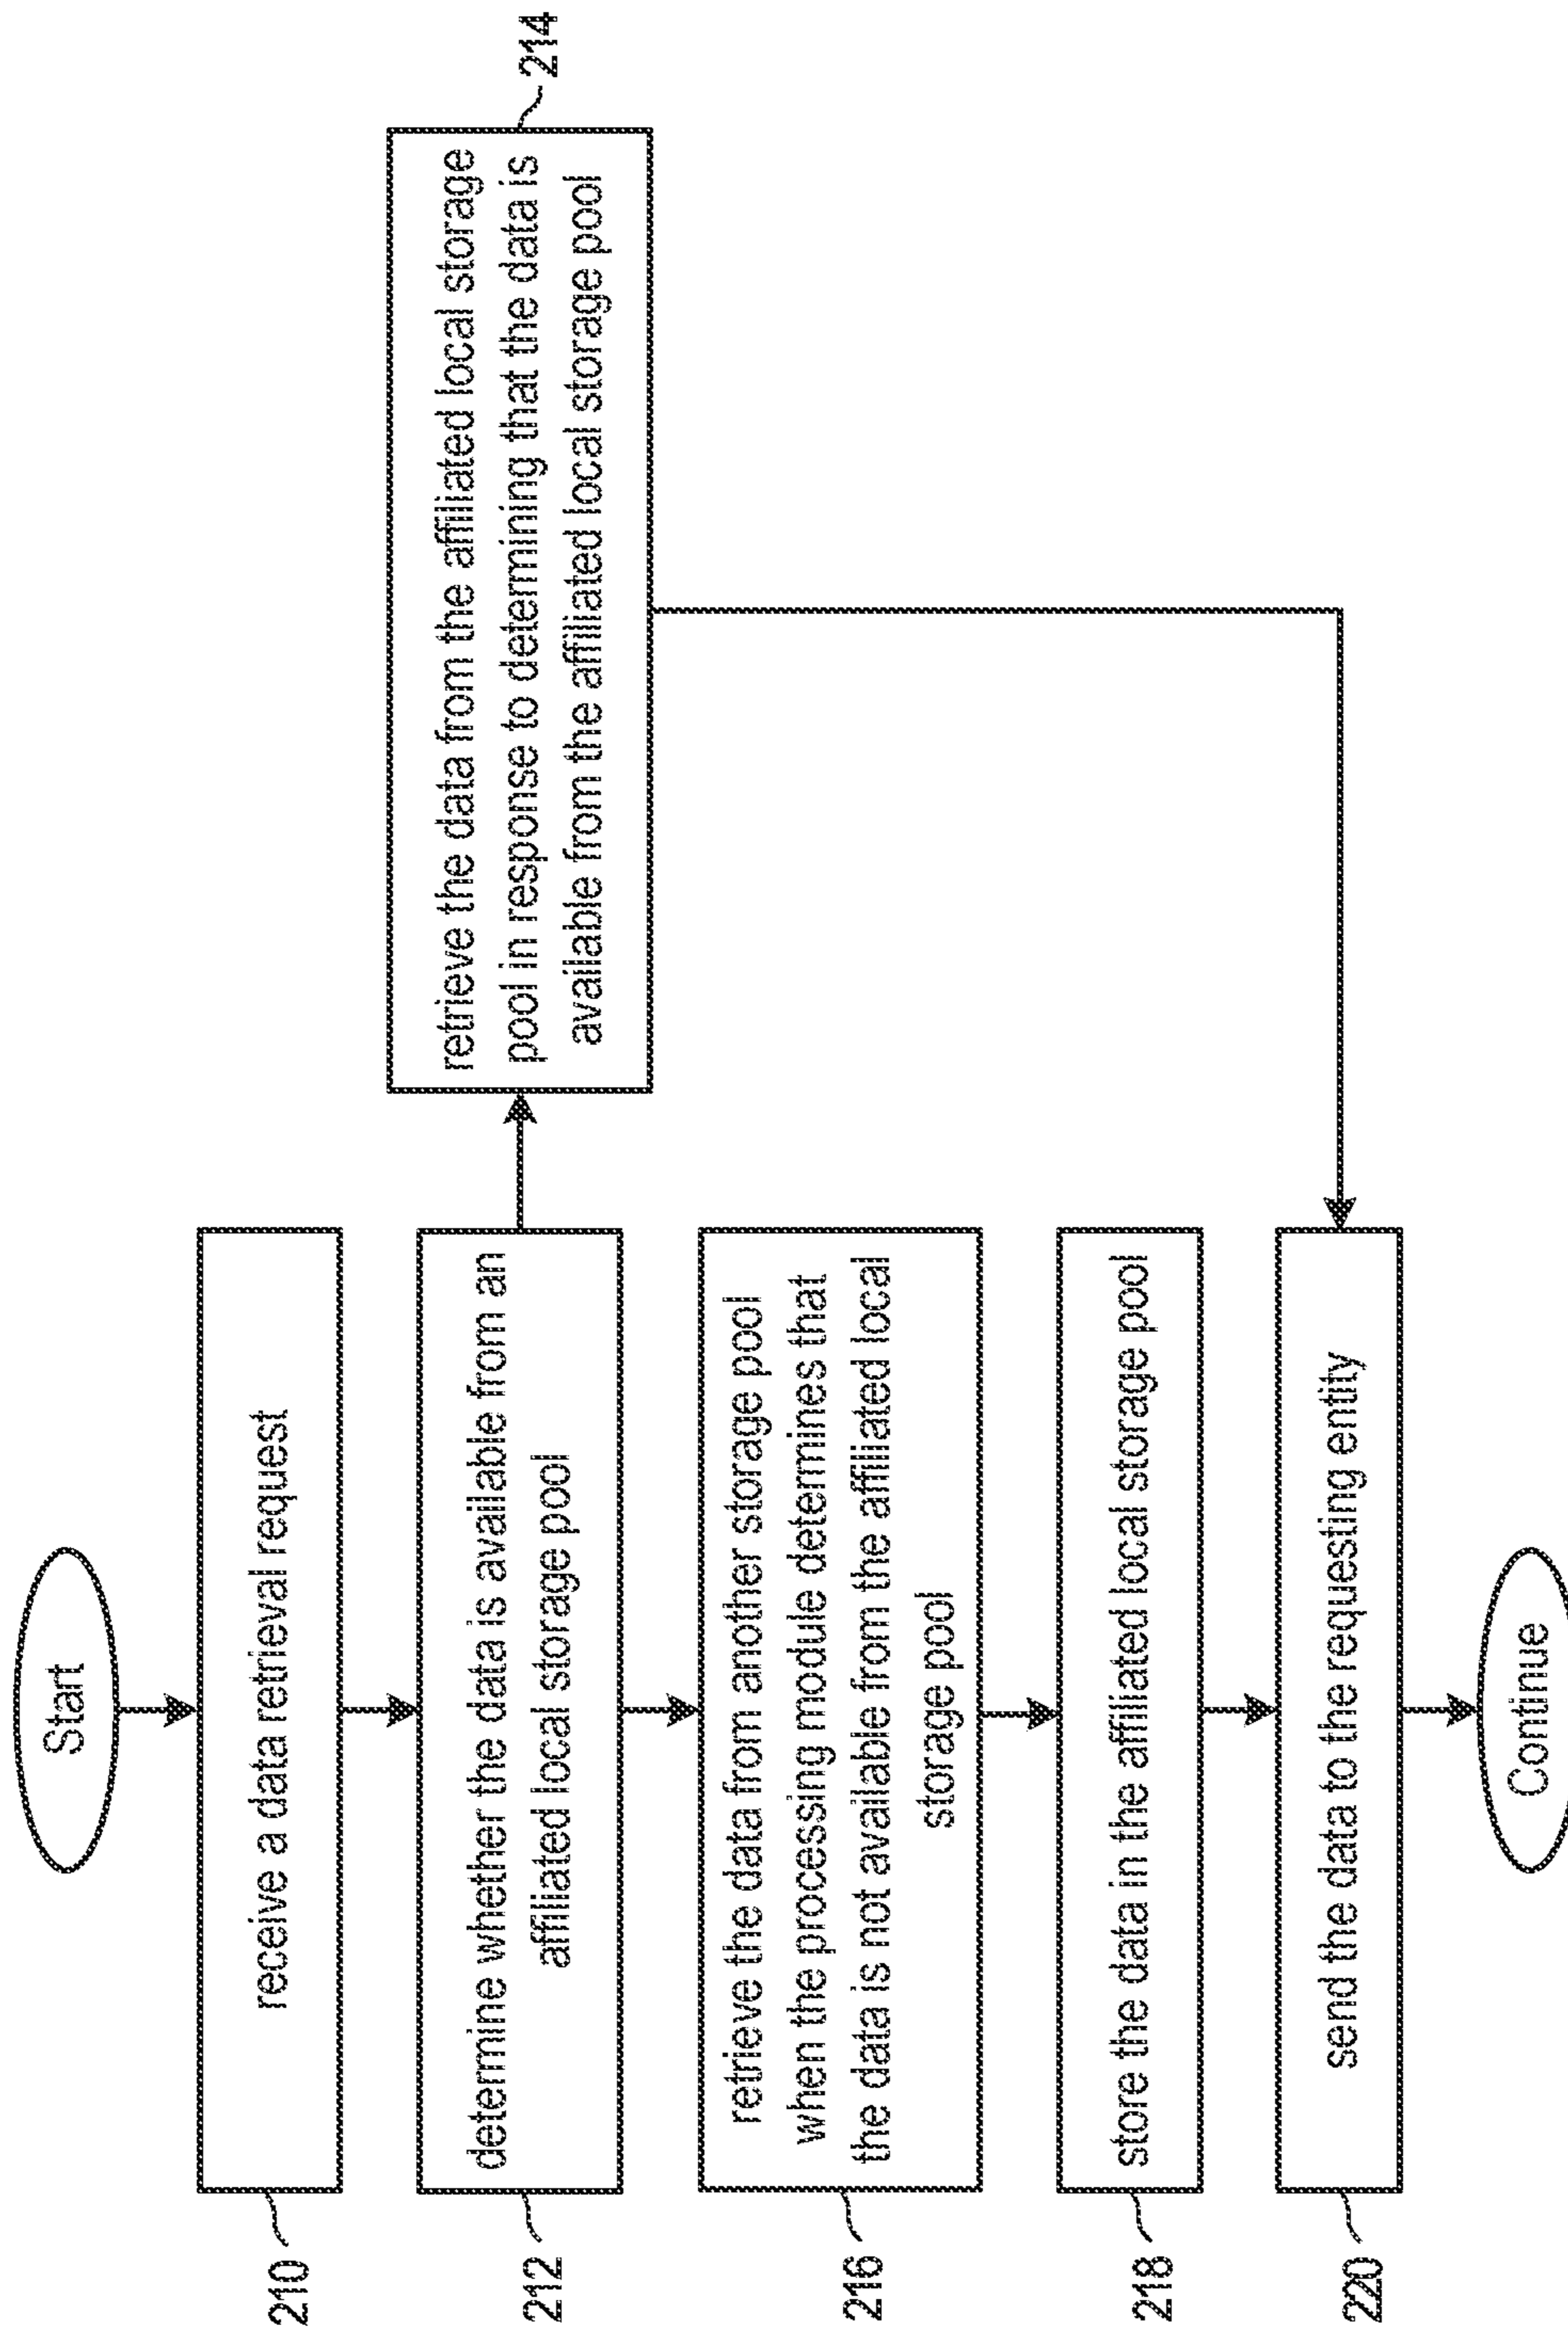 Start
210
receive a data retrieval request
212
determine whether the data is available from an
affiliated local storage pool
214
retrieve the data from the affiliated local storage
pool in response to determining that the data is
available from the affiliated local storage pool
216
retrieve the data from another storage pool
when the processing module determines that
the data is not available from the affiliated local
storage pool
218
store the data in the affiliated local storage pool
220
send the data to the requesting entity
Continue